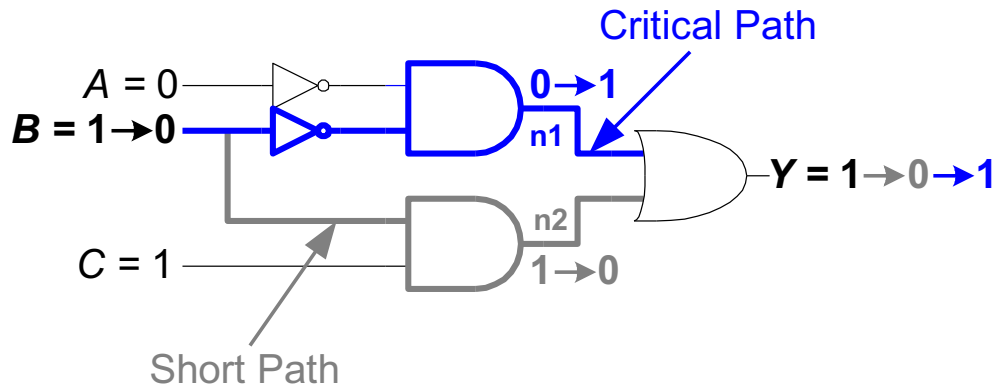 Critical Path
A = 0
0→1
B = 1→0
n1
Y = 1→0→1
n2
C = 1
1→0
Short Path